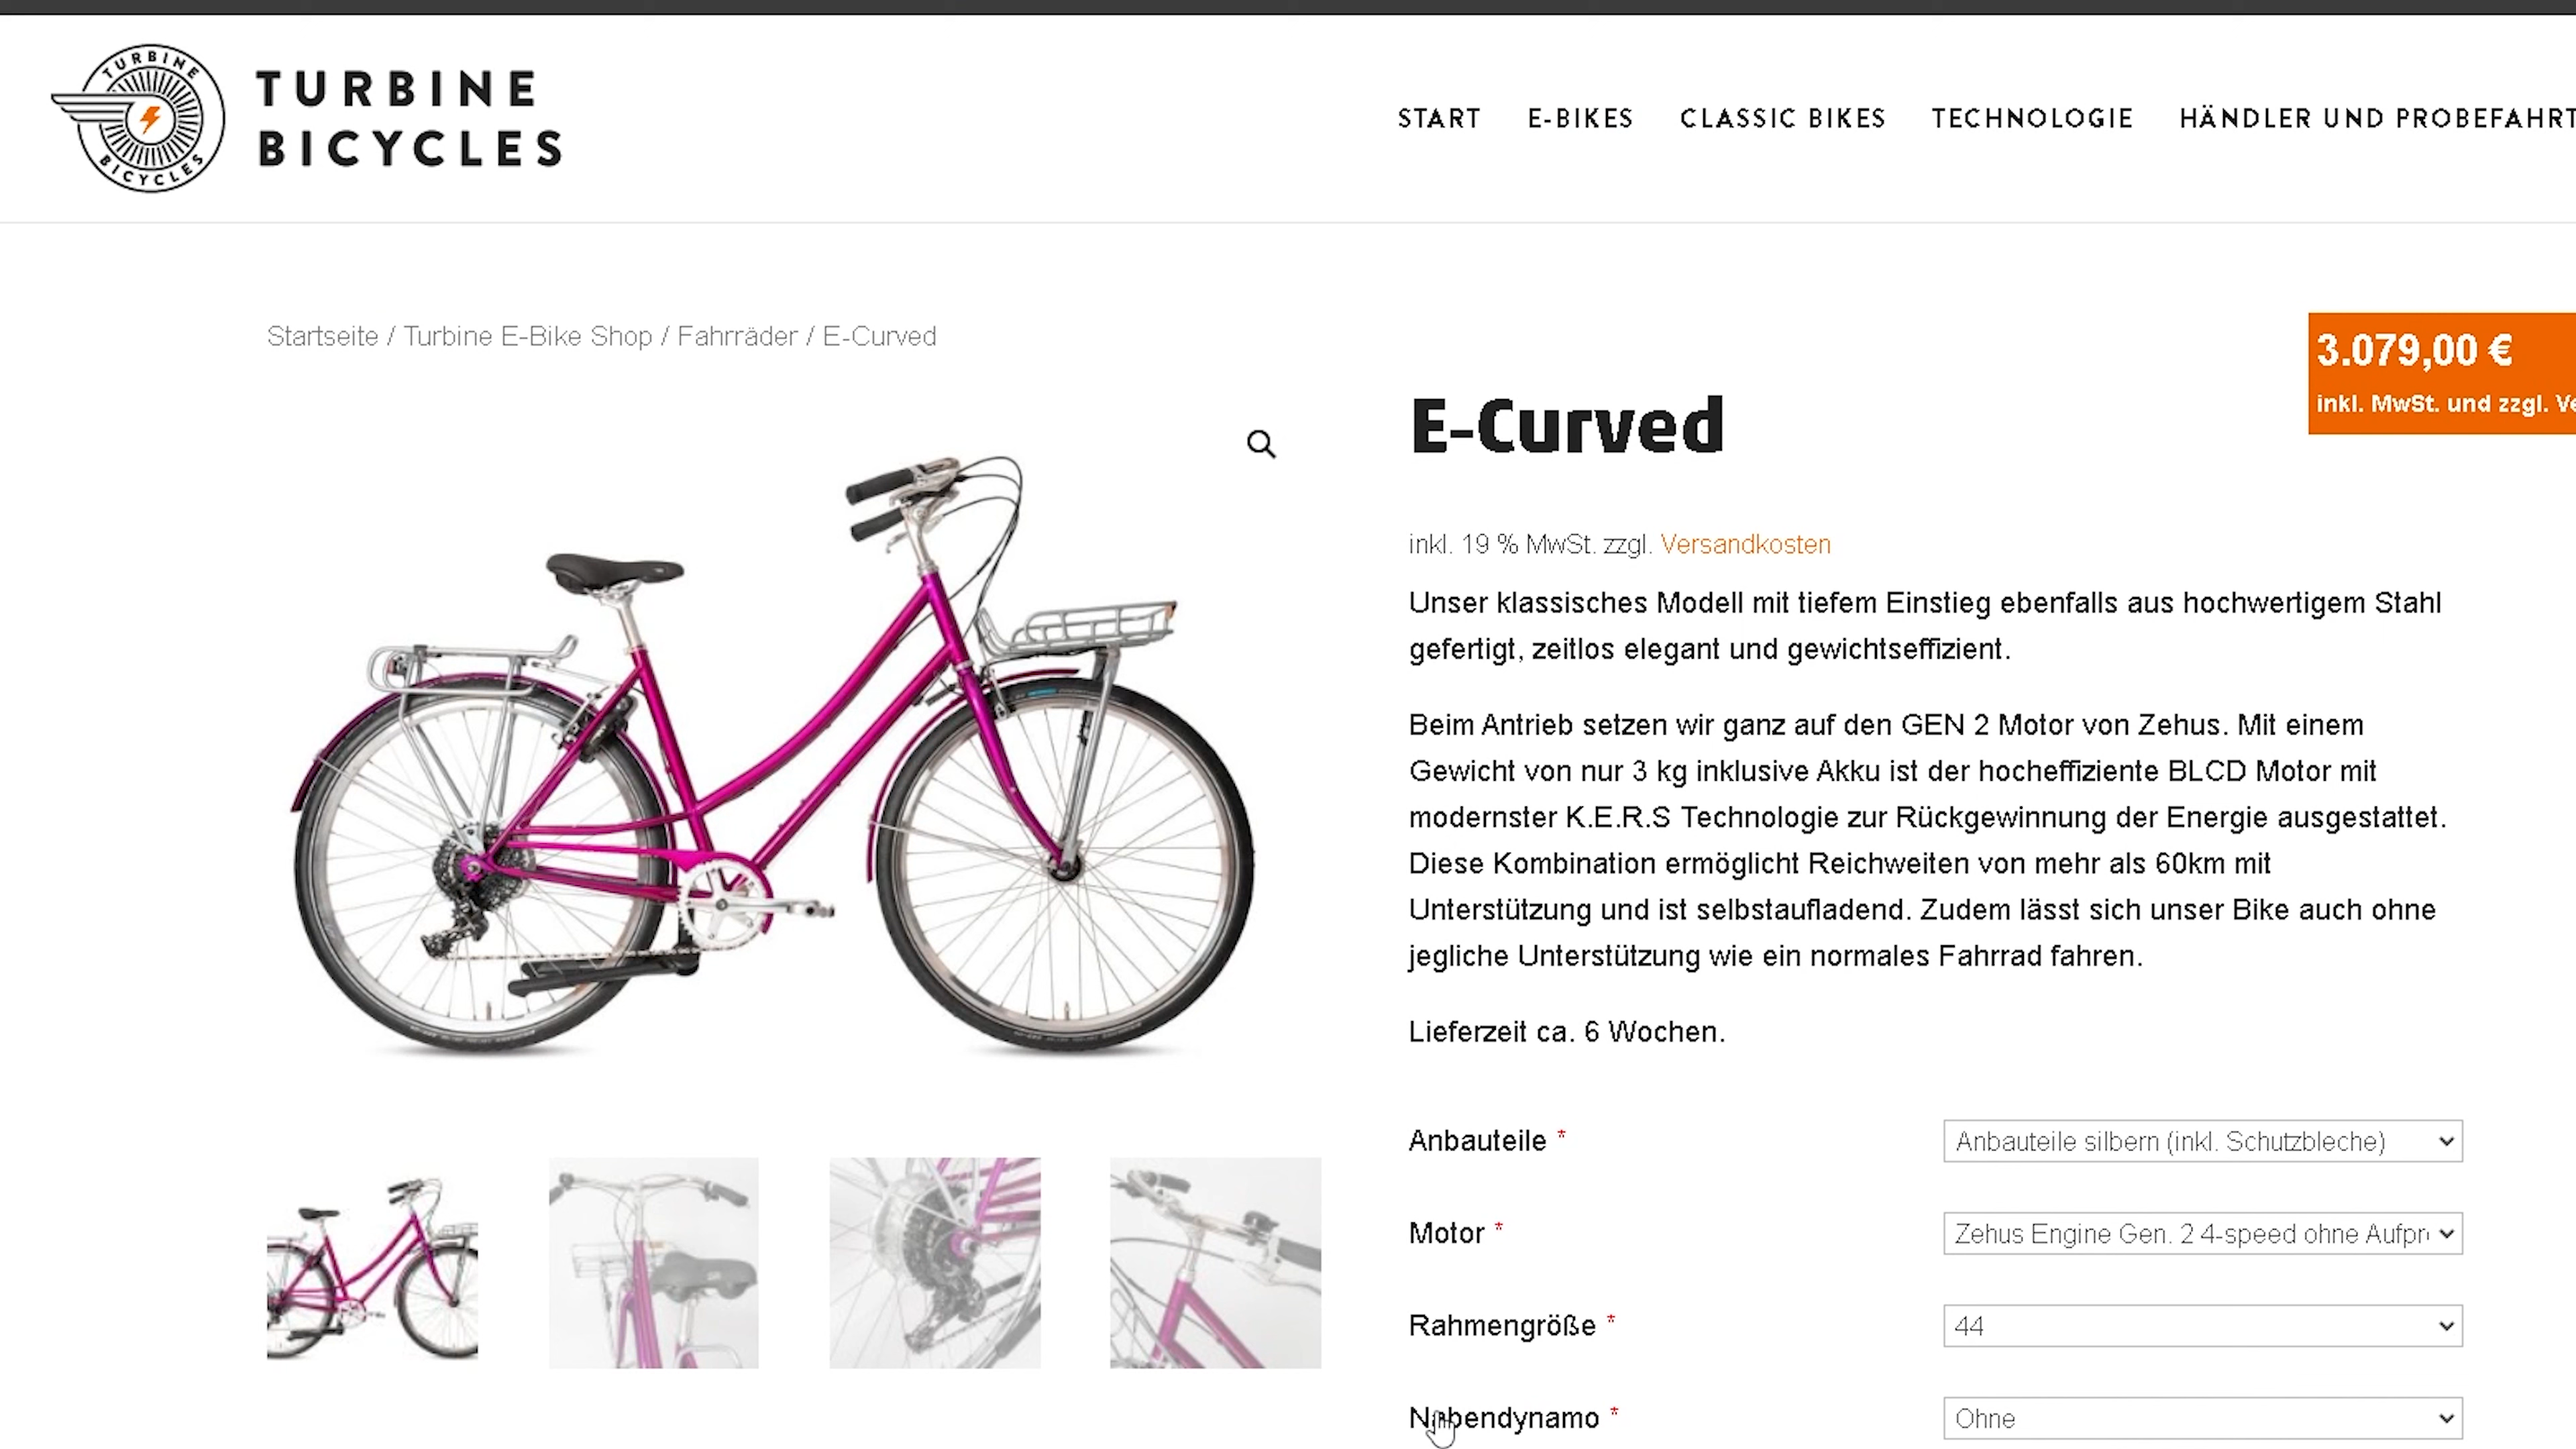 TURBINE
BICYCLES
TURBINE
BICYCLES
START E-BIKES CLASSIC BIKES TECHNOLOGIE HÄNDLER UND PROBEFAHRT
Startseite / Turbine E-Bike Shop / Fahrräder / E-Curved
3.079,00 €
inkl. MwSt. und zzgl.
E-Curved
inkl. 19 % MwSt. zzgl. Versandkosten
Unser klassisches Modell mit tiefem Einstieg ebenfalls aus hochwertigem Stahl
gefertigt, zeitlos elegant und gewichtseffizient.
Beim Antrieb setzen wir ganz auf den GEN 2 Motor von Zehus. Mit einem
Gewicht von nur 3 kg inklusive Akku ist der hocheffiziente BLCD Motor mit
modernster K.E.R.S Technologie zur Rückgewinnung der Energie ausgestattet.
Diese Kombination ermöglicht Reichweiten von mehr als 60km mit
Unterstützung und ist selbstaufladend. Zudem lässt sich unser Bike auch ohne
jegliche Unterstützung wie ein normales Fahrrad fahren.
Lieferzeit ca. 6 Wochen.
Anbauteile * Anbauteile silbern (inkl. Schutzbleche)
Motor * Zehus Engine Gen. 2 4-speed ohne Aufpr
Rahmengröße * 44
Nabendynamo * Ohne